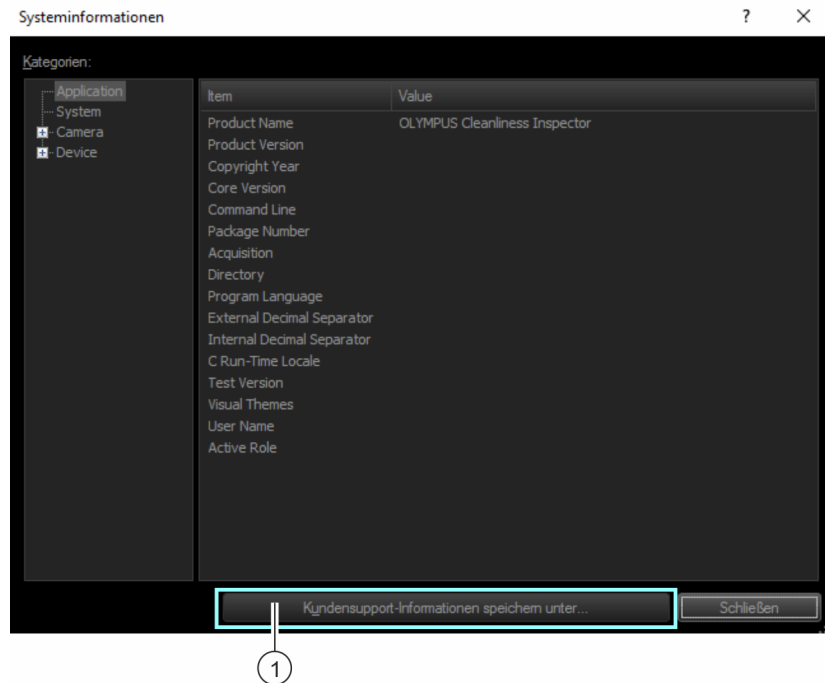 Systeminformationen ? ×
Kategorien:
Application
System
Camera
Device
Item Value
Product Name OLYMPUS Cleanliness Inspector
Product Version
Copyright Year
Core Version
Command Line
Package Number
Acquisition
Directory
Program Language
External Decimal Separator
Internal Decimal Separator
C Run-Time Locale
Test Version
Visual Themes
User Name
Active Role
Kundensupport-Informationen speichern unter... Schließen
1